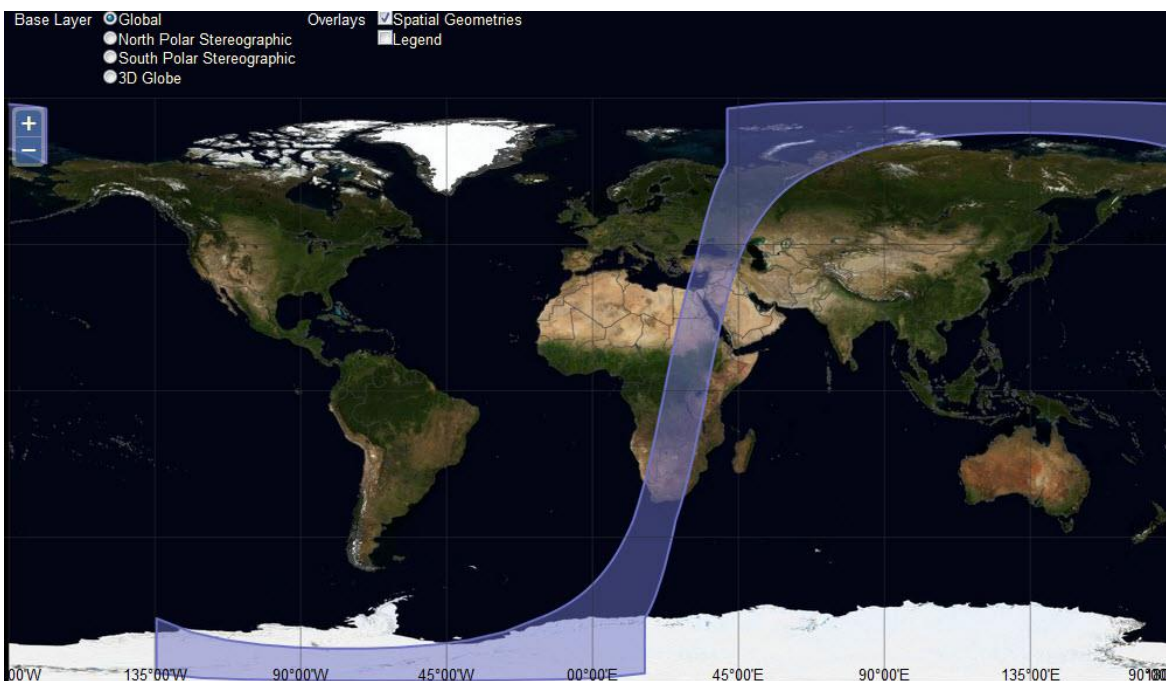 Base Layer Global Overlays Spatial Geometries
North Polar Stereographic Legend
South Polar Stereographic
3D Globe
+
−
00'W 135°00'W 90°00'W 45°00'W 00°00'E 45°00'E 90°00'E 135°00'E